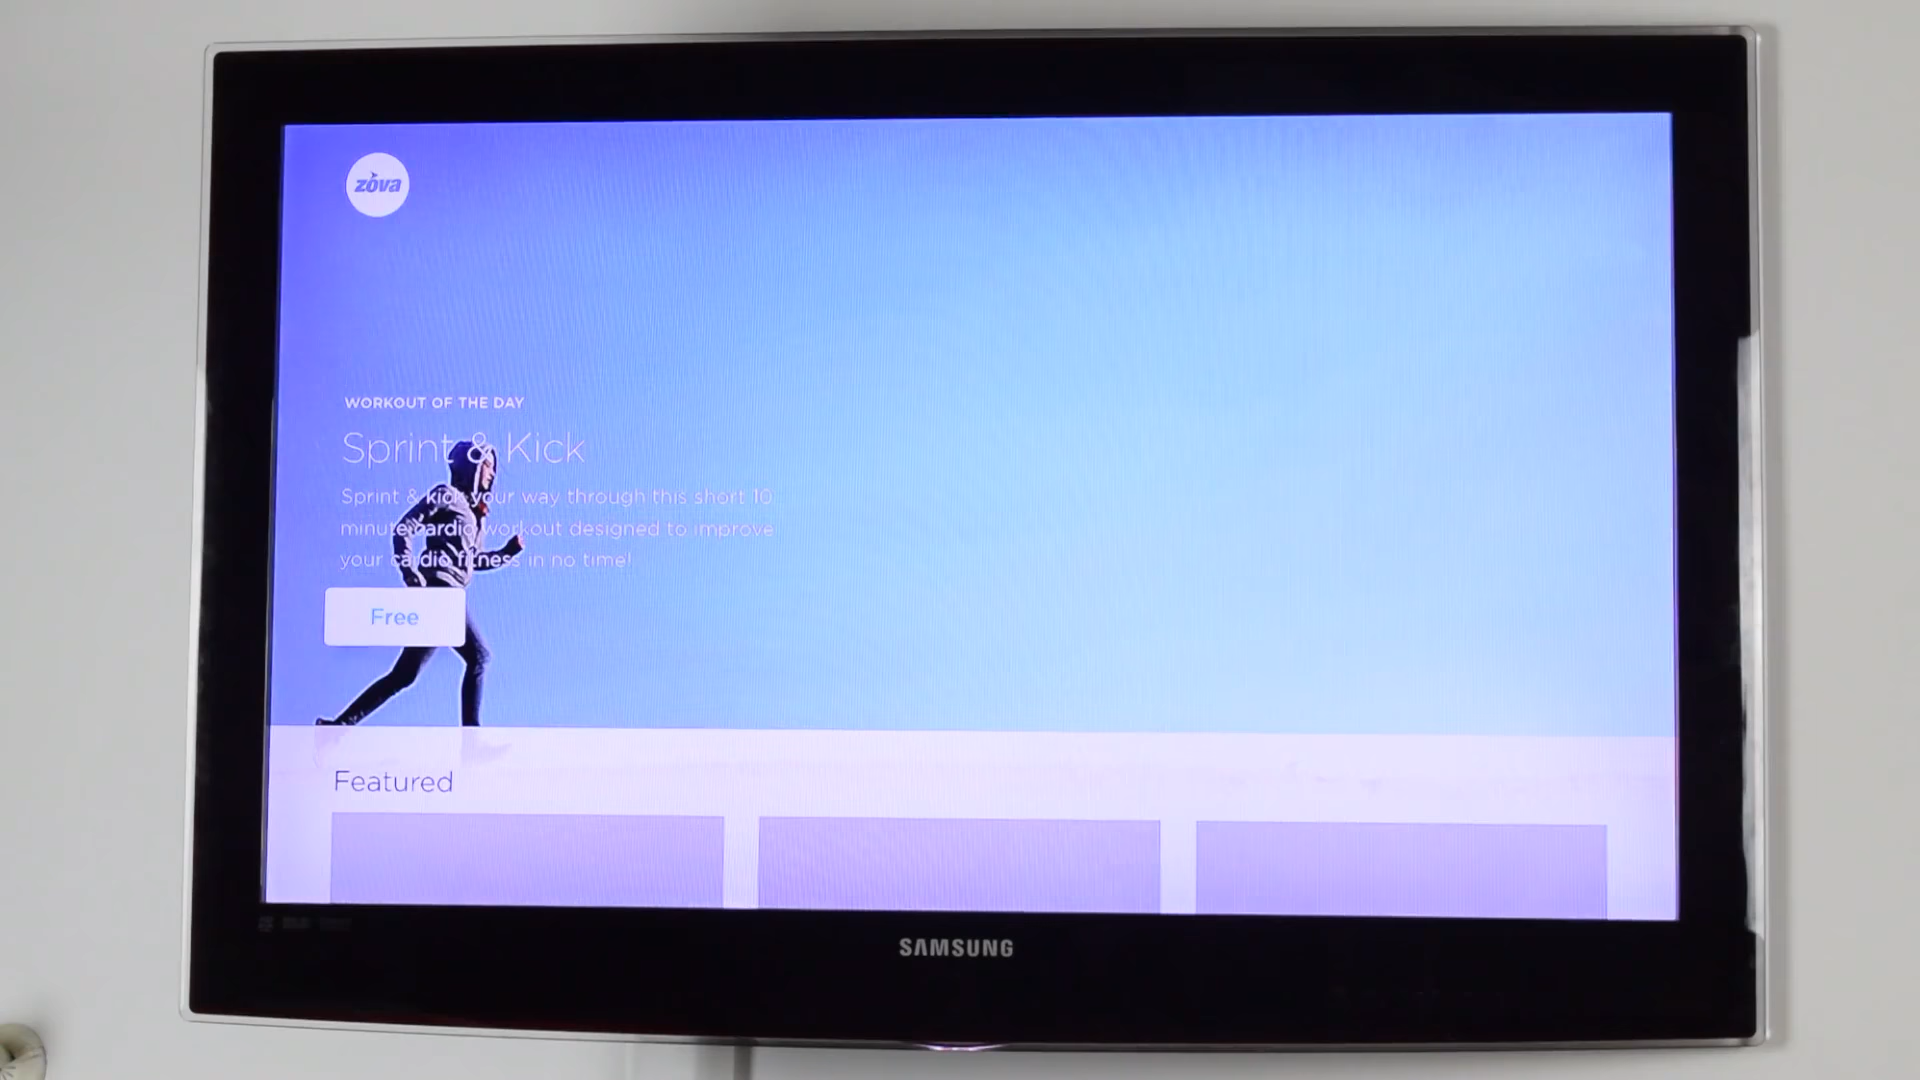 zova
WORKOUT OF THE DAY
Sprint & Kick
Sprint & kick your way through this short 10
minute cardio workout designed to improve
your cardio fitness in no time!
Free
Featured
SAMSUNG